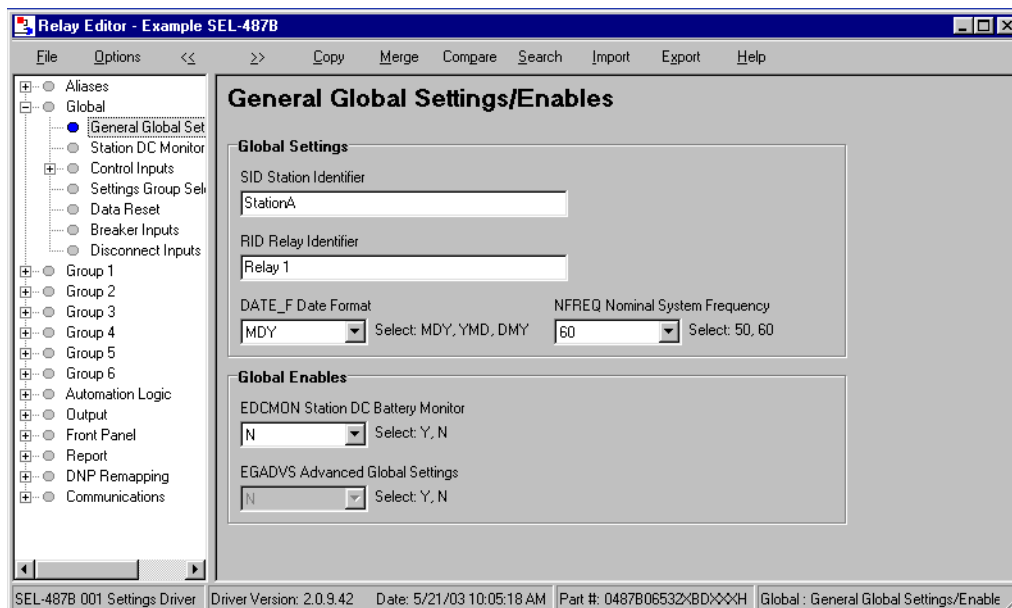 Relay Editor - Example SEL-487B
File Options << >> Copy Merge Compare Search Import Export Help
Aliases
Global
General Global Set
Station DC Monitor
Control Inputs
Settings Group Sele
Data Reset
Breaker Inputs
Disconnect Inputs
Group 1
Group 2
Group 3
Group 4
Group 5
Group 6
Automation Logic
Output
Front Panel
Report
DNP Remapping
Communications
General Global Settings/Enables
Global Settings
SID Station Identifier
StationA
RID Relay Identifier
Relay 1
DATE_F Date Format
MDY Select: MDY, YMD, DMY
NFREQ Nominal System Frequency
60 Select: 50, 60
Global Enables
EDCMON Station DC Battery Monitor
N Select: Y, N
EGADVS Advanced Global Settings
N Select: Y, N
SEL-487B 001 Settings Driver Driver Version: 2.0.9.42 Date: 5/21/03 10:05:18 AM Part #: 0487B06532XBDXXXH Global : General Global Settings/Enable